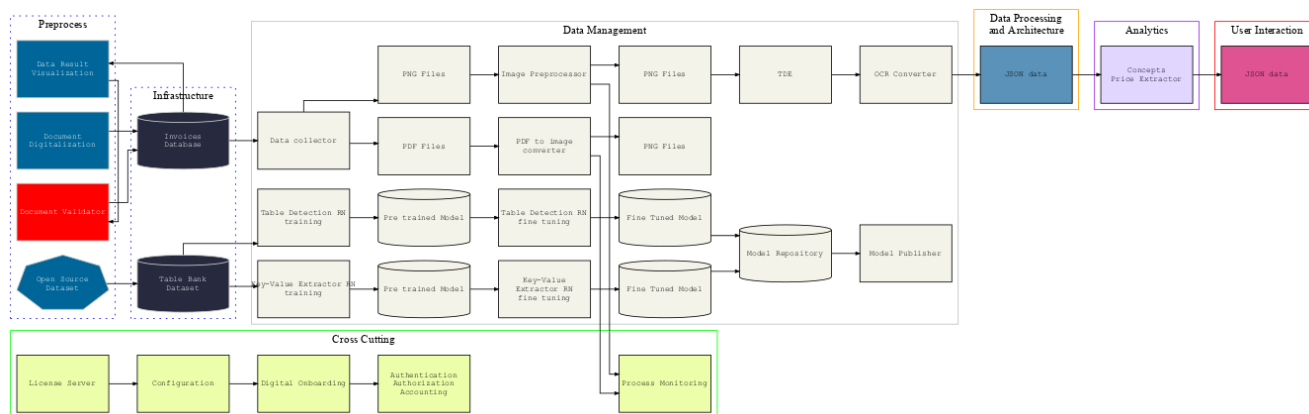 Preprocess
Data Result
Visualization
Document
Digitalization
Document Validator
Open Source
Dataset
Infrastructure
Invoices
Database
Table Bank
Dataset
Data Management
Data collector
PNG Files
Image Preprocessor
PNG Files
TDE
OCR Converter
PDF Files
PDF to image
converter
PNG Files
Table Detection RN
training
Pre trained Model
Table Detection RN
fine tuning
Fine Tuned Model
Key-Value Extractor RN
training
Pre trained Model
Key-Value
Extractor RN
fine tuning
Fine Tuned Model
Model Repository
Model Publisher
Data Processing
and Architecture
JSON data
Analytics
Concepts
Price Extractor
User Interaction
JSON data
Cross Cutting
License Server
Configuration
Digital Onboarding
Authentication
Authorization
Accounting
Process Monitoring